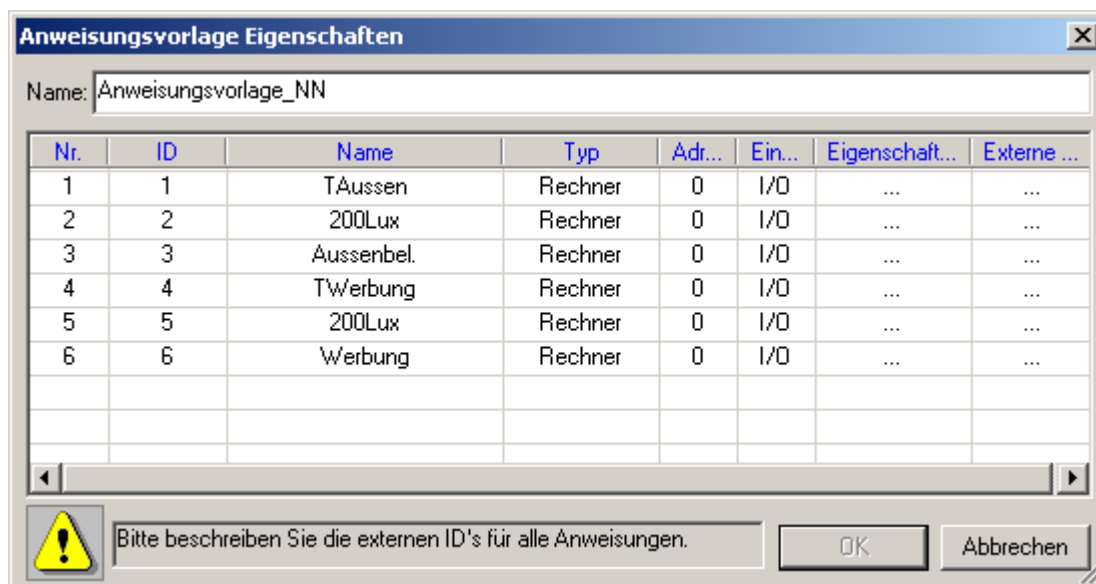 Anweisungsvorlage Eigenschaften
Name: Anweisungsvorlage_NN
Nr. ID Name Typ Adr... Ein... Eigenschaft... Externe ...
1 1 TAussen Rechner 0 I/O ... ...
2 2 200Lux Rechner 0 I/O ... ...
3 3 Aussenbel. Rechner 0 I/O ... ...
4 4 TWerbung Rechner 0 I/O ... ...
5 5 200Lux Rechner 0 I/O ... ...
6 6 Werbung Rechner 0 I/O ... ...
Bitte beschreiben Sie die externen ID's für alle Anweisungen. OK Abbrechen